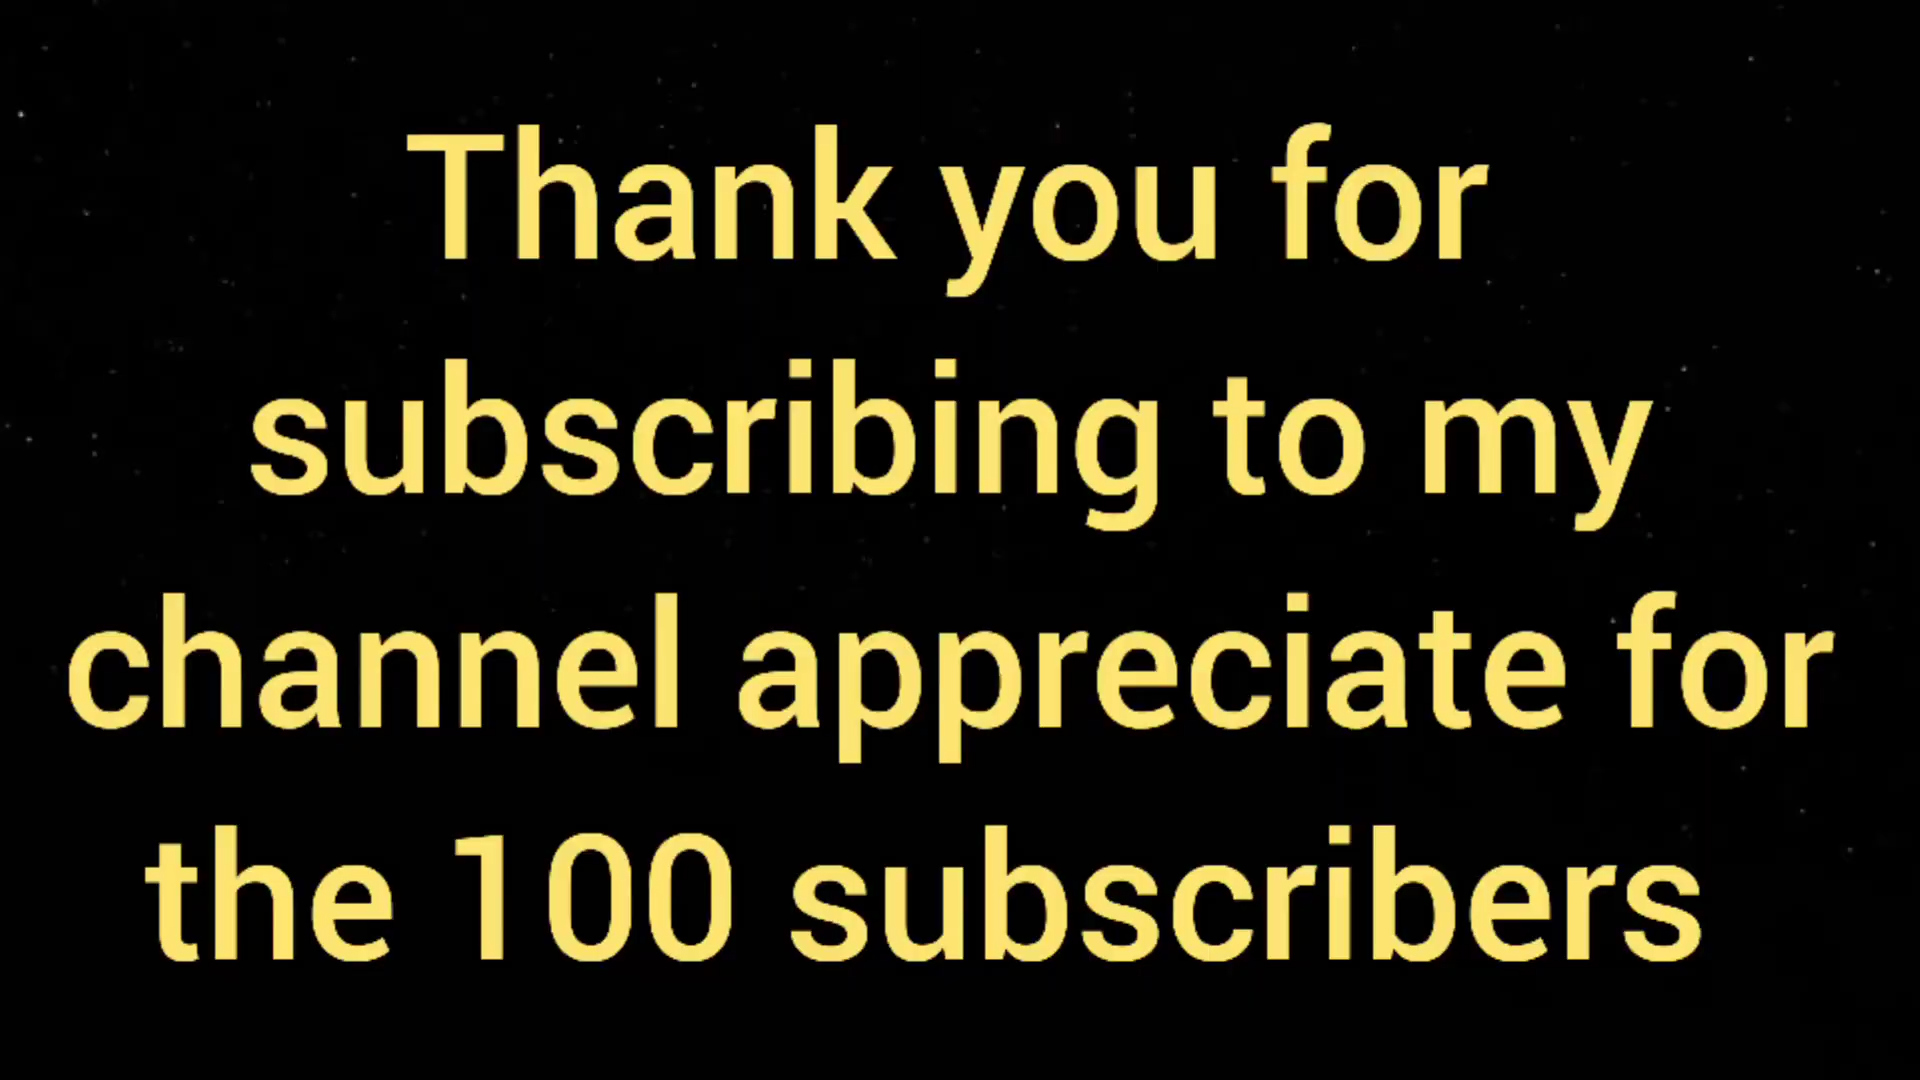 Thank you for
subscribing to my
channel appreciate for
the 100 subscribers